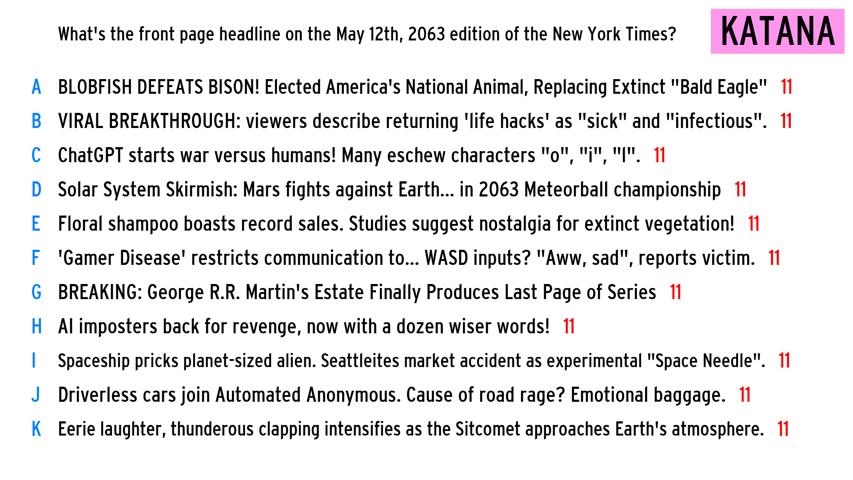 What's the front page headline on the May 12th, 2063 edition of the New York Times?
KATANA
A BLOBFISH DEFEATS BISON! Elected America's National Animal, Replacing Extinct "Bald Eagle" 11
B VIRAL BREAKTHROUGH: viewers describe returning 'life hacks' as "sick" and "infectious". 11
C ChatGPT starts war versus humans! Many eschew characters "o", "i", "l". 11
D Solar System Skirmish: Mars fights against Earth... in 2063 Meteorball championship 11
E Floral shampoo boasts record sales. Studies suggest nostalgia for extinct vegetation! 11
F 'Gamer Disease' restricts communication to... WASD inputs? "Aww, sad", reports victim. 11
G BREAKING: George R.R. Martin's Estate Finally Produces Last Page of Series 11
H AI imposters back for revenge, now with a dozen wiser words! 11
I Spaceship pricks planet-sized alien. Seattleites market accident as experimental "Space Needle". 11
J Driverless cars join Automated Anonymous. Cause of road rage? Emotional baggage. 11
K Eerie laughter, thunderous clapping intensifies as the Sitcomet approaches Earth's atmosphere. 11